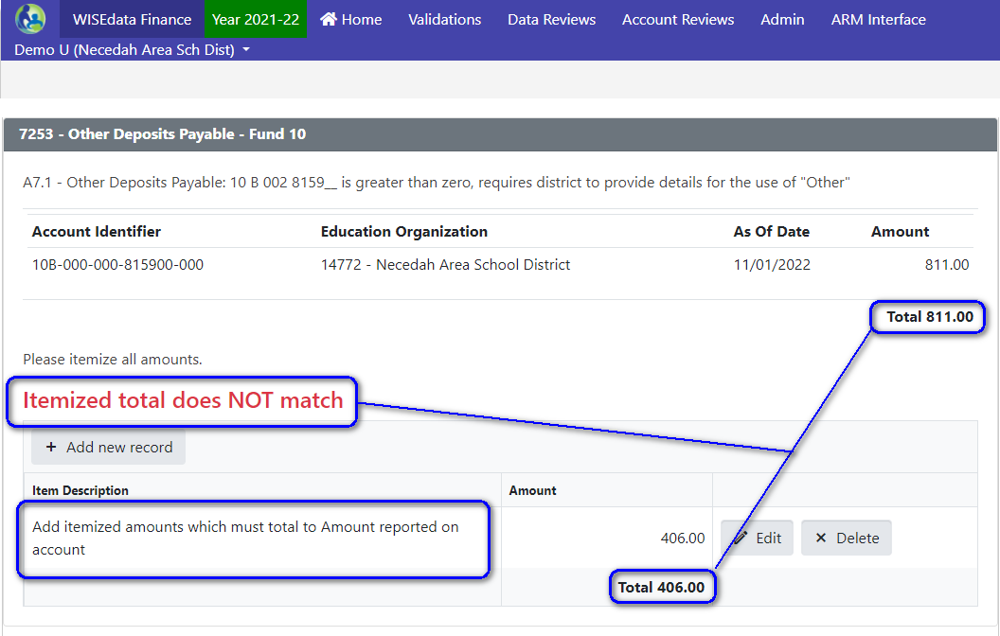 WISEdata Finance Year 2021-22 Home Validations Data Reviews Account Reviews Admin ARM Interface
Demo U (Necedah Area Sch Dist)
7253 - Other Deposits Payable - Fund 10
A7.1 - Other Deposits Payable: 10 B 002 8159__ is greater than zero, requires district to provide details for the use of "Other"
Account Identifier Education Organization As Of Date Amount
10B-000-000-815900-000 14772 - Necedah Area School District 11/01/2022 811.00
Total 811.00
Please itemize all amounts.
Itemized total does NOT match
+ Add new record
Item Description Amount
Add itemized amounts which must total to Amount reported on
account
406.00 Edit × Delete
Total 406.00